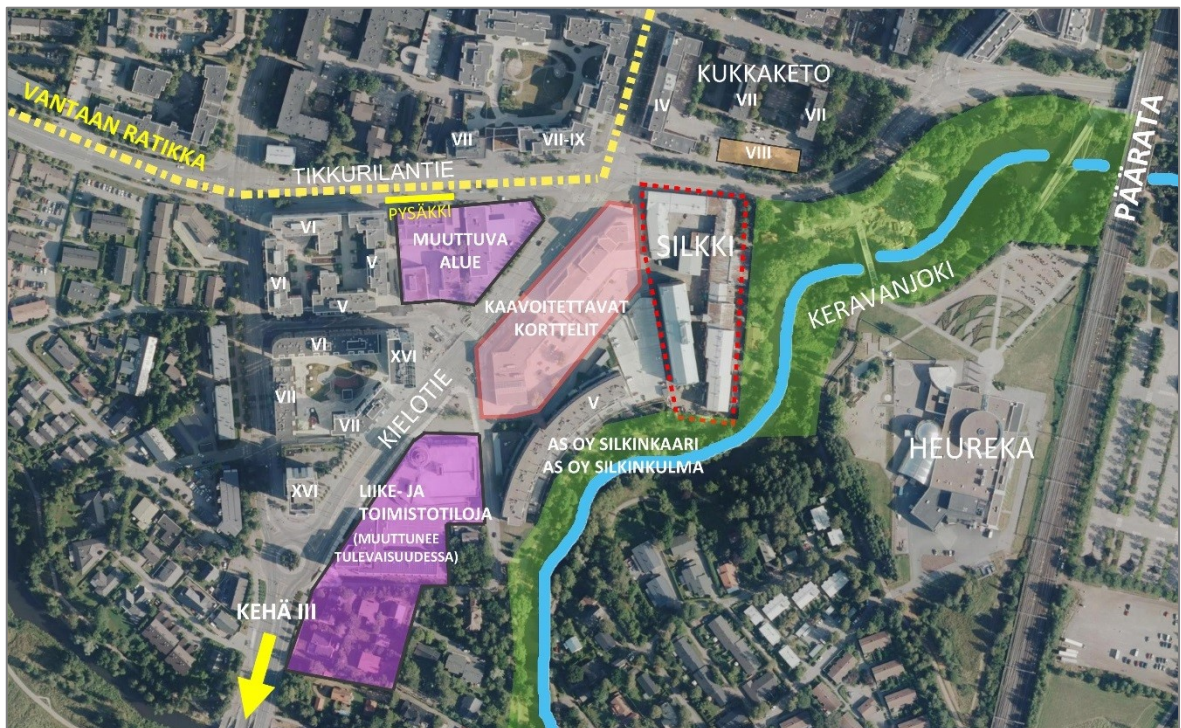 KUKKAKETO
IV
VII
VII
VIII
VII
VII-IX
VANTAAN RATIKKA
PÄÄRATA
TIKKURILANTIE
PYSÄKKI
MUUTTUVA
ALUE
SILKKI
KERAVANJOKI
VI
V
VI
V
KAAVOITETTAVAT
KORTTELIT
VI
XVI
VII
VII
KIELOTIE
V
AS OY SILKINKAARI
AS OY SILKINKULMA
HEUREKA
XVI
LIIKE- JA
TOIMISTOTILOJA
(MUUTTUNEE
TULEVAISUUDESSA)
KEHÄ III